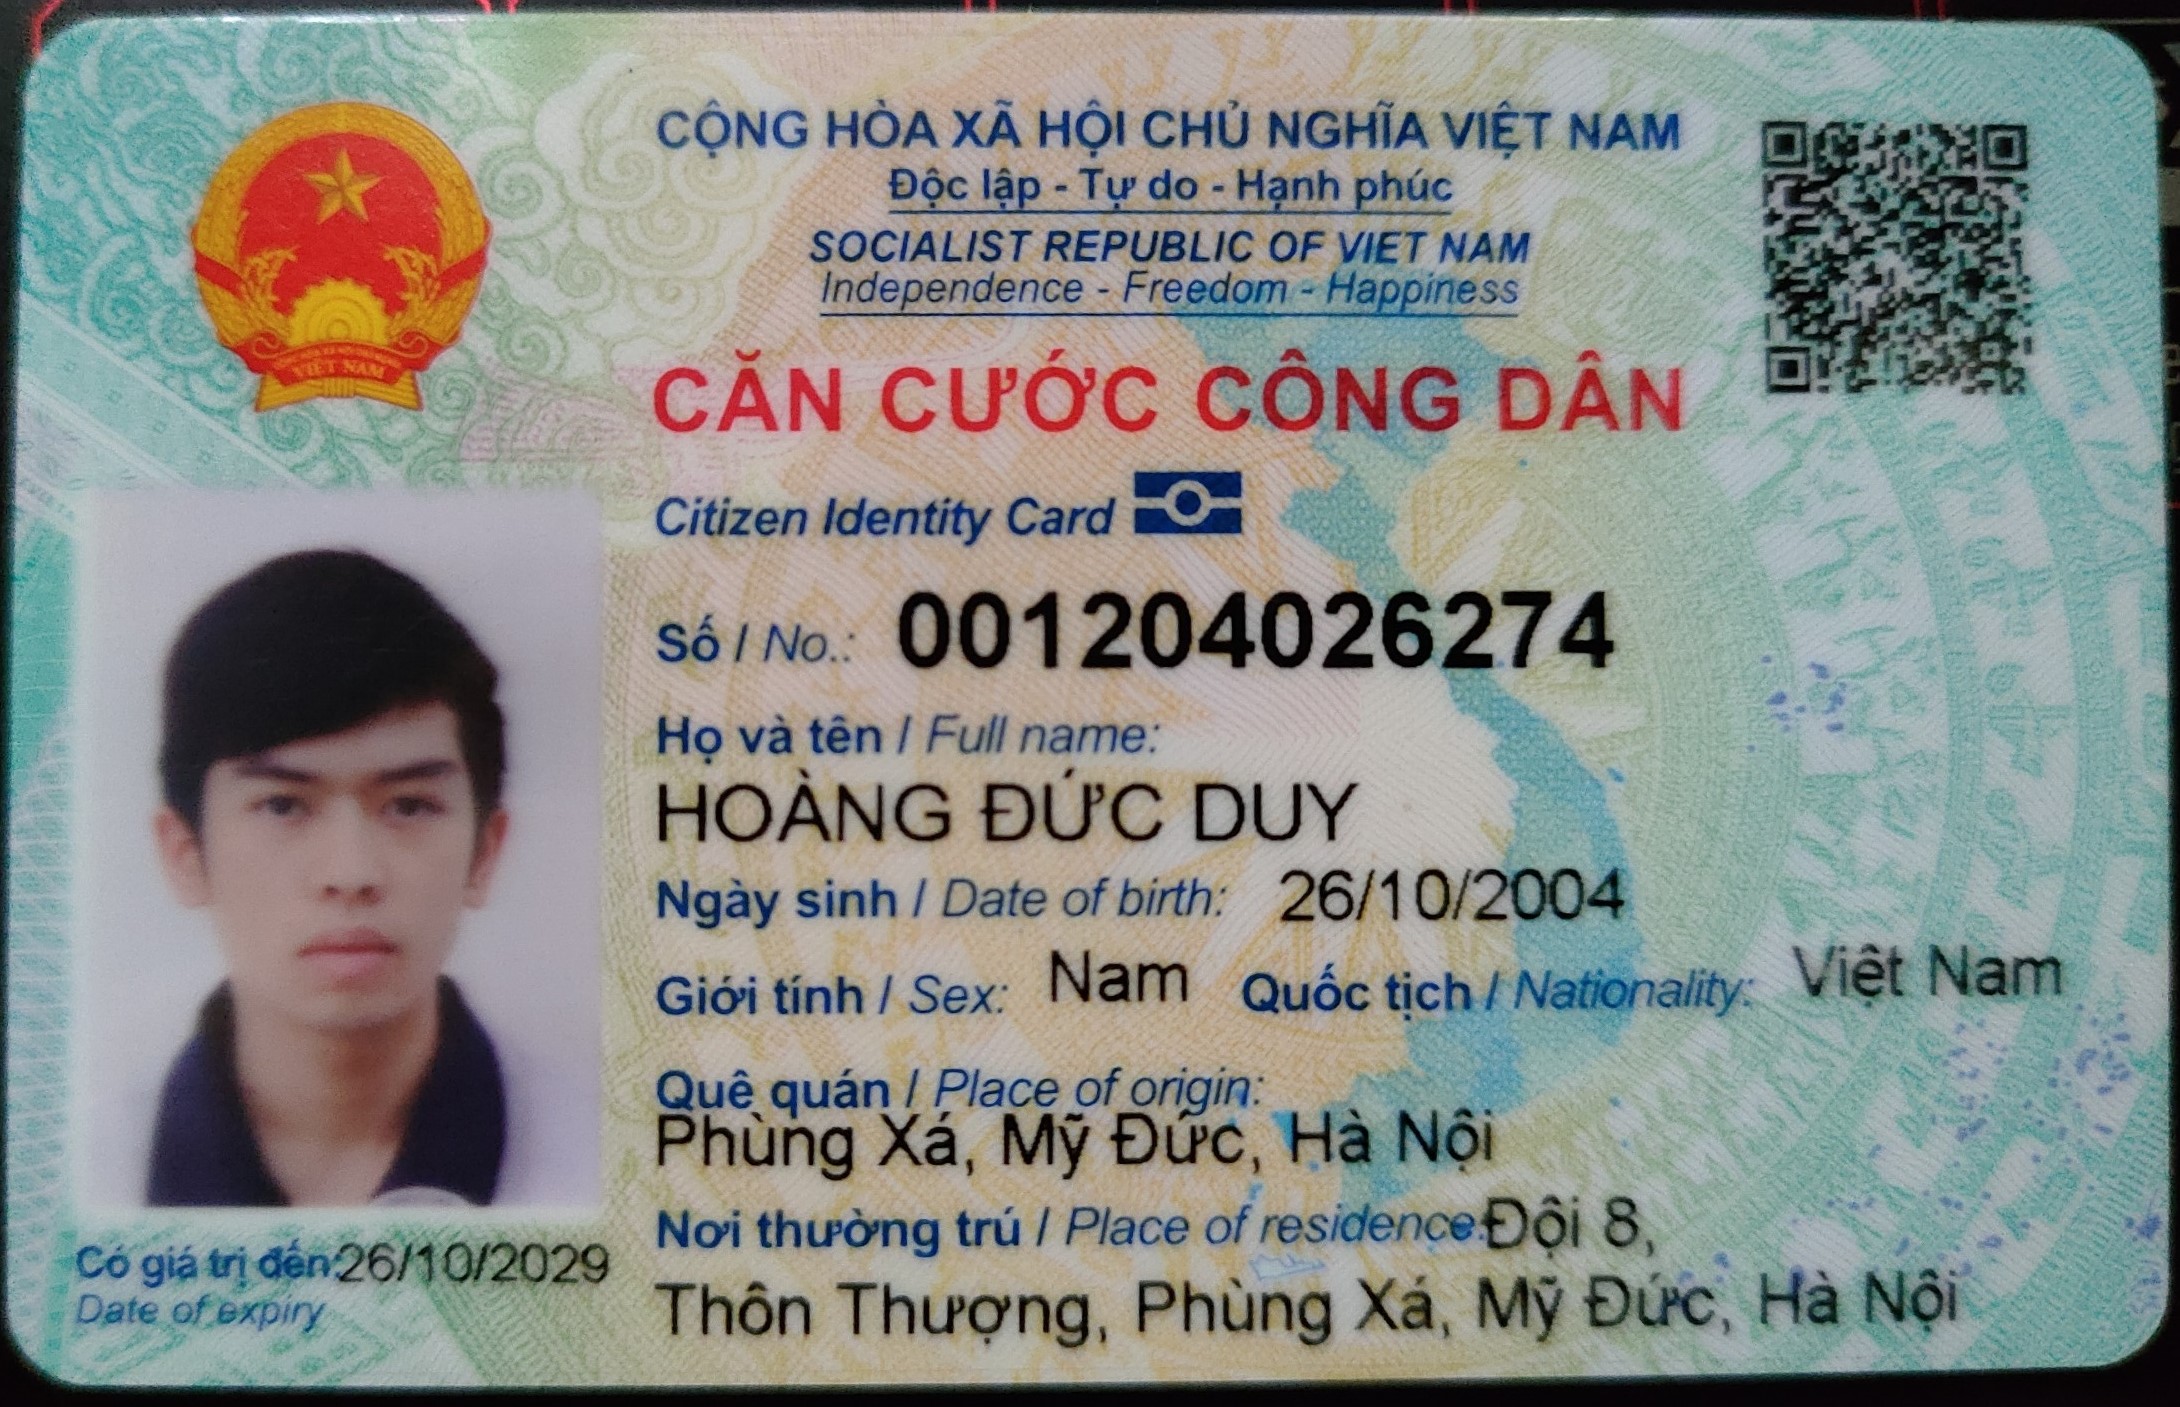 CỘNG HÒA XÃ HỘI CHỦ NGHĨA VIỆT NAM
Độc lập - Tự do - Hạnh phúc
SOCIALIST REPUBLIC OF VIET NAM
Independence - Freedom - Happiness
VIỆT NAM
CĂN CƯỚC CÔNG DÂN
Citizen Identity Card
Số / No.: 001204026274
Họ và tên / Full name:
HOÀNG ĐỨC DUY
Ngày sinh / Date of birth: 26/10/2004
Giới tính / Sex: Nam Quốc tịch / Nationality: Việt Nam
Quê quán / Place of origin:
Phùng Xá, Mỹ Đức, Hà Nội
Nơi thường trú / Place of residence: Đội 8,
Thôn Thượng, Phùng Xá, Mỹ Đức, Hà Nội
Có giá trị đến: 26/10/2029
Date of expiry